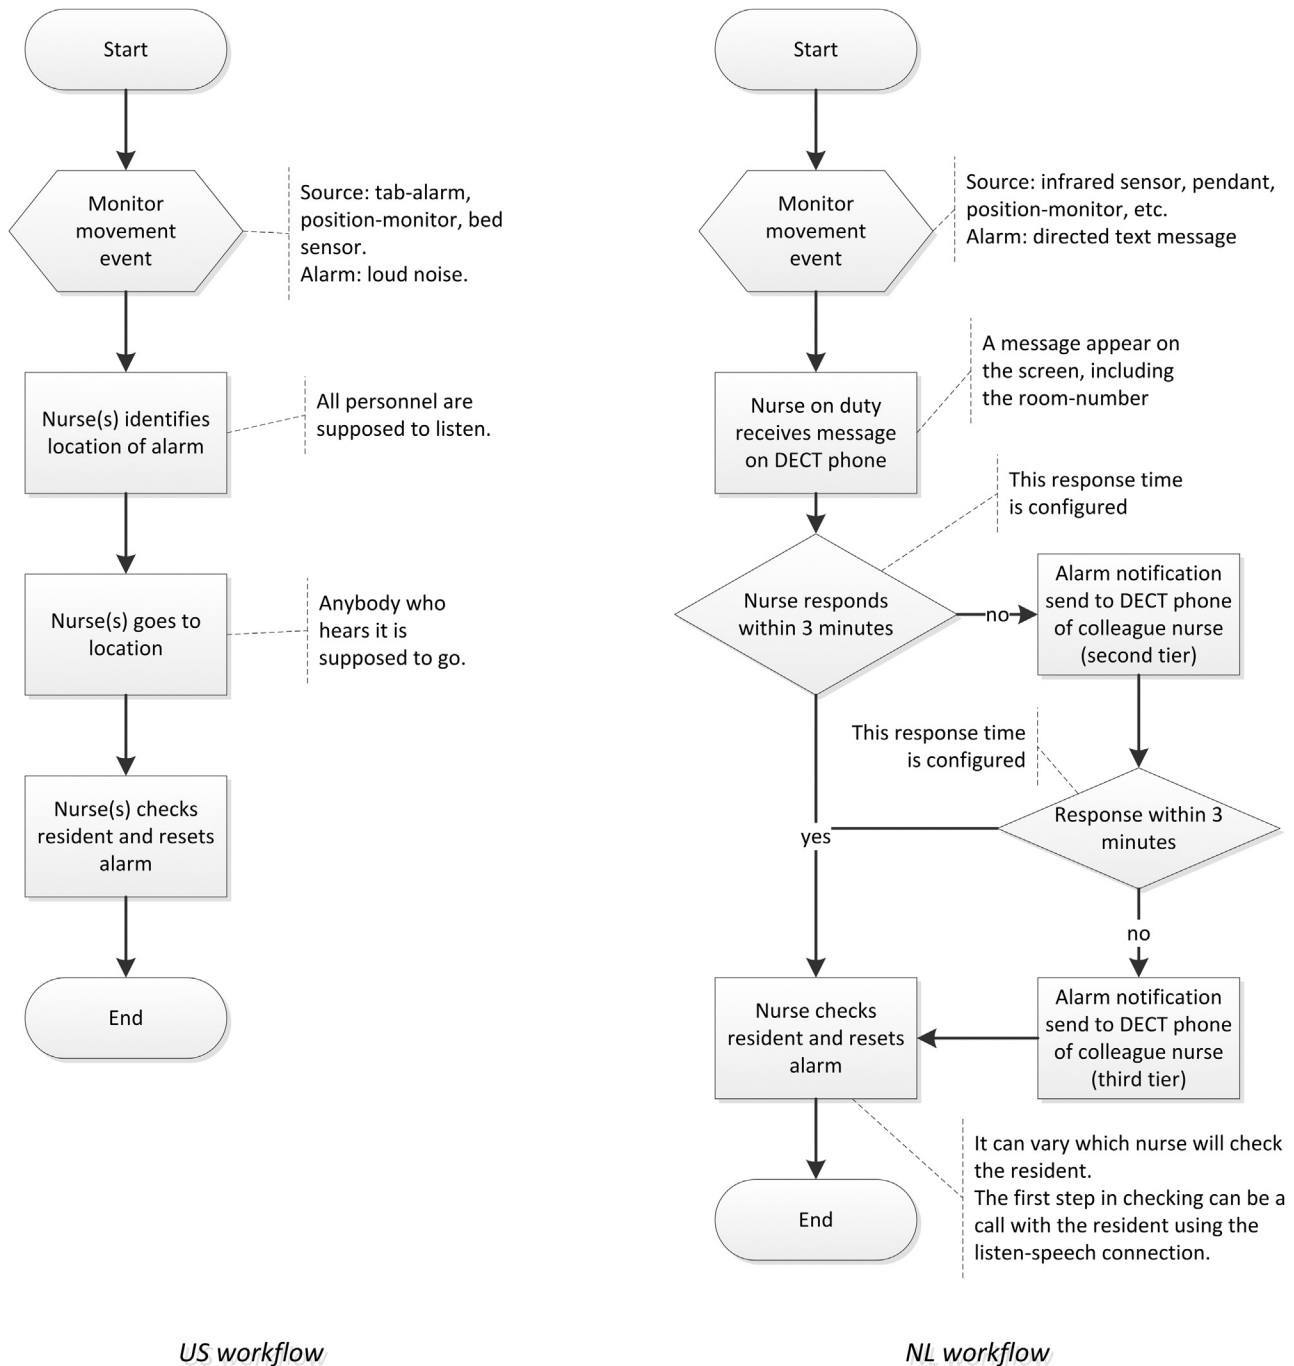 Start
Monitor
movement
event
Source: tab-alarm,
position-monitor, bed
sensor.
Alarm: loud noise.
Nurse(s) identifies
location of alarm
All personnel are
supposed to listen.
Nurse(s) goes to
location
Anybody who
hears it is
supposed to go.
Nurse(s) checks
resident and resets
alarm
End
US workflow
Start
Monitor
movement
event
Source: infrared sensor, pendant,
position-monitor, etc.
Alarm: directed text message
Nurse on duty
receives message
on DECT phone
A message appear on
the screen, including
the room-number
Nurse responds
within 3 minutes
This response time
is configured
no
Alarm notification
send to DECT phone
of colleague nurse
(second tier)
This response time
is configured
Response within 3
minutes
yes
no
Alarm notification
send to DECT phone
of colleague nurse
(third tier)
Nurse checks
resident and resets
alarm
It can vary which nurse will check
the resident.
The first step in checking can be a
call with the resident using the
listen-speech connection.
End
NL workflow